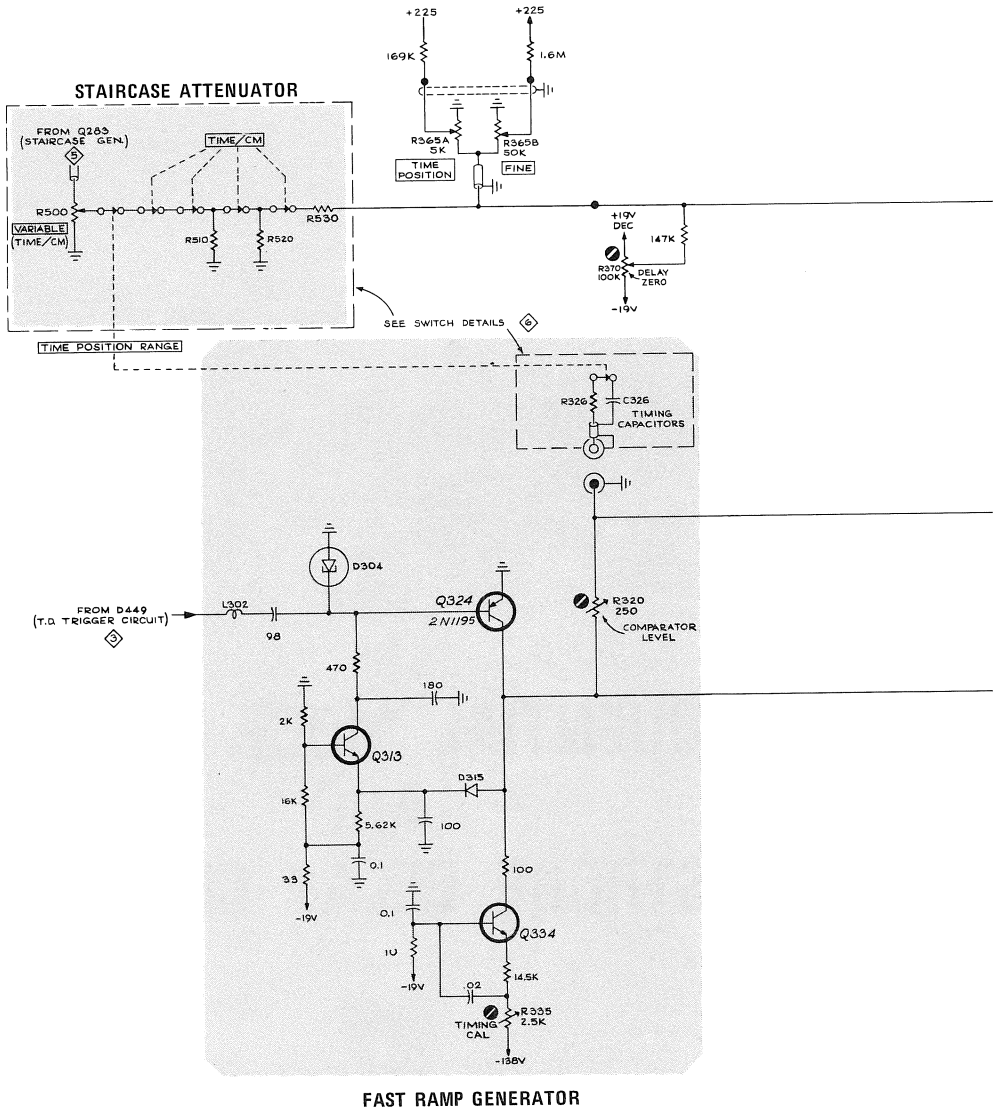 +225
+225
169K
1.6M
STAIRCASE ATTENUATOR
FROM Q283
(STAIRCASE GEN.)
5
TIME/CM
R365A
5K
R365B
50K
TIME
POSITION
FINE
R500
R530
VARIABLE
(TIME/CM)
R510
R520
+19V
DEC
147K
R370
100K
DELAY
ZERO
-19V
SEE SWITCH DETAILS
6
TIME POSITION RANGE
R326
C326
TIMING
CAPACITORS
D304
FROM D449
(T.D. TRIGGER CIRCUIT)
3
L302
98
Q324
2N1195
R320
250
COMPARATOR
LEVEL
470
180
2K
Q313
D315
16K
5.62K
100
33
0.1
-19V
100
0.1
Q334
10
-19V
14.5K
.02
R335
2.5K
TIMING
CAL
-138V
FAST RAMP GENERATOR